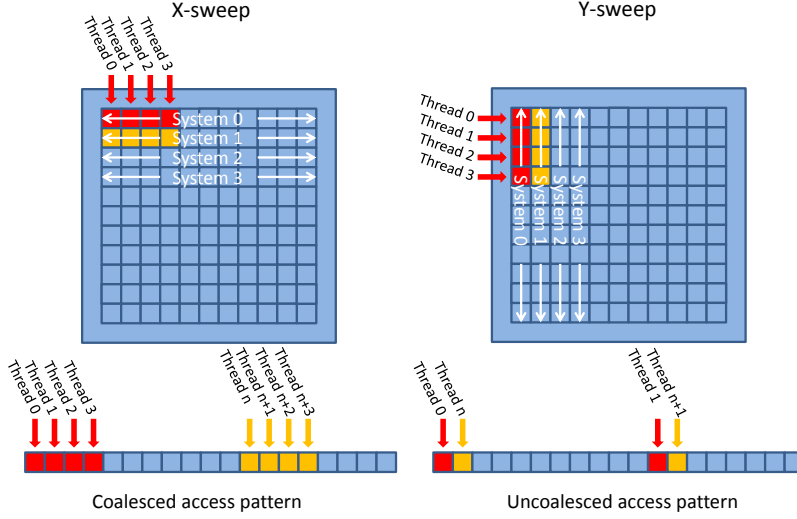 X-sweep
Y-sweep
Thread 0
Thread 1
Thread 2
Thread 3
System 0
System 1
System 2
System 3
Thread 0
Thread 1
Thread 2
Thread 3
System 0
System 1
System 2
System 3
Thread 0
Thread 1
Thread 2
Thread 3
Thread n
Thread n+1
Thread n+2
Thread n+3
Thread 0
Thread n
Thread 1
Thread n+1
Coalesced access pattern
Uncoalesced access pattern